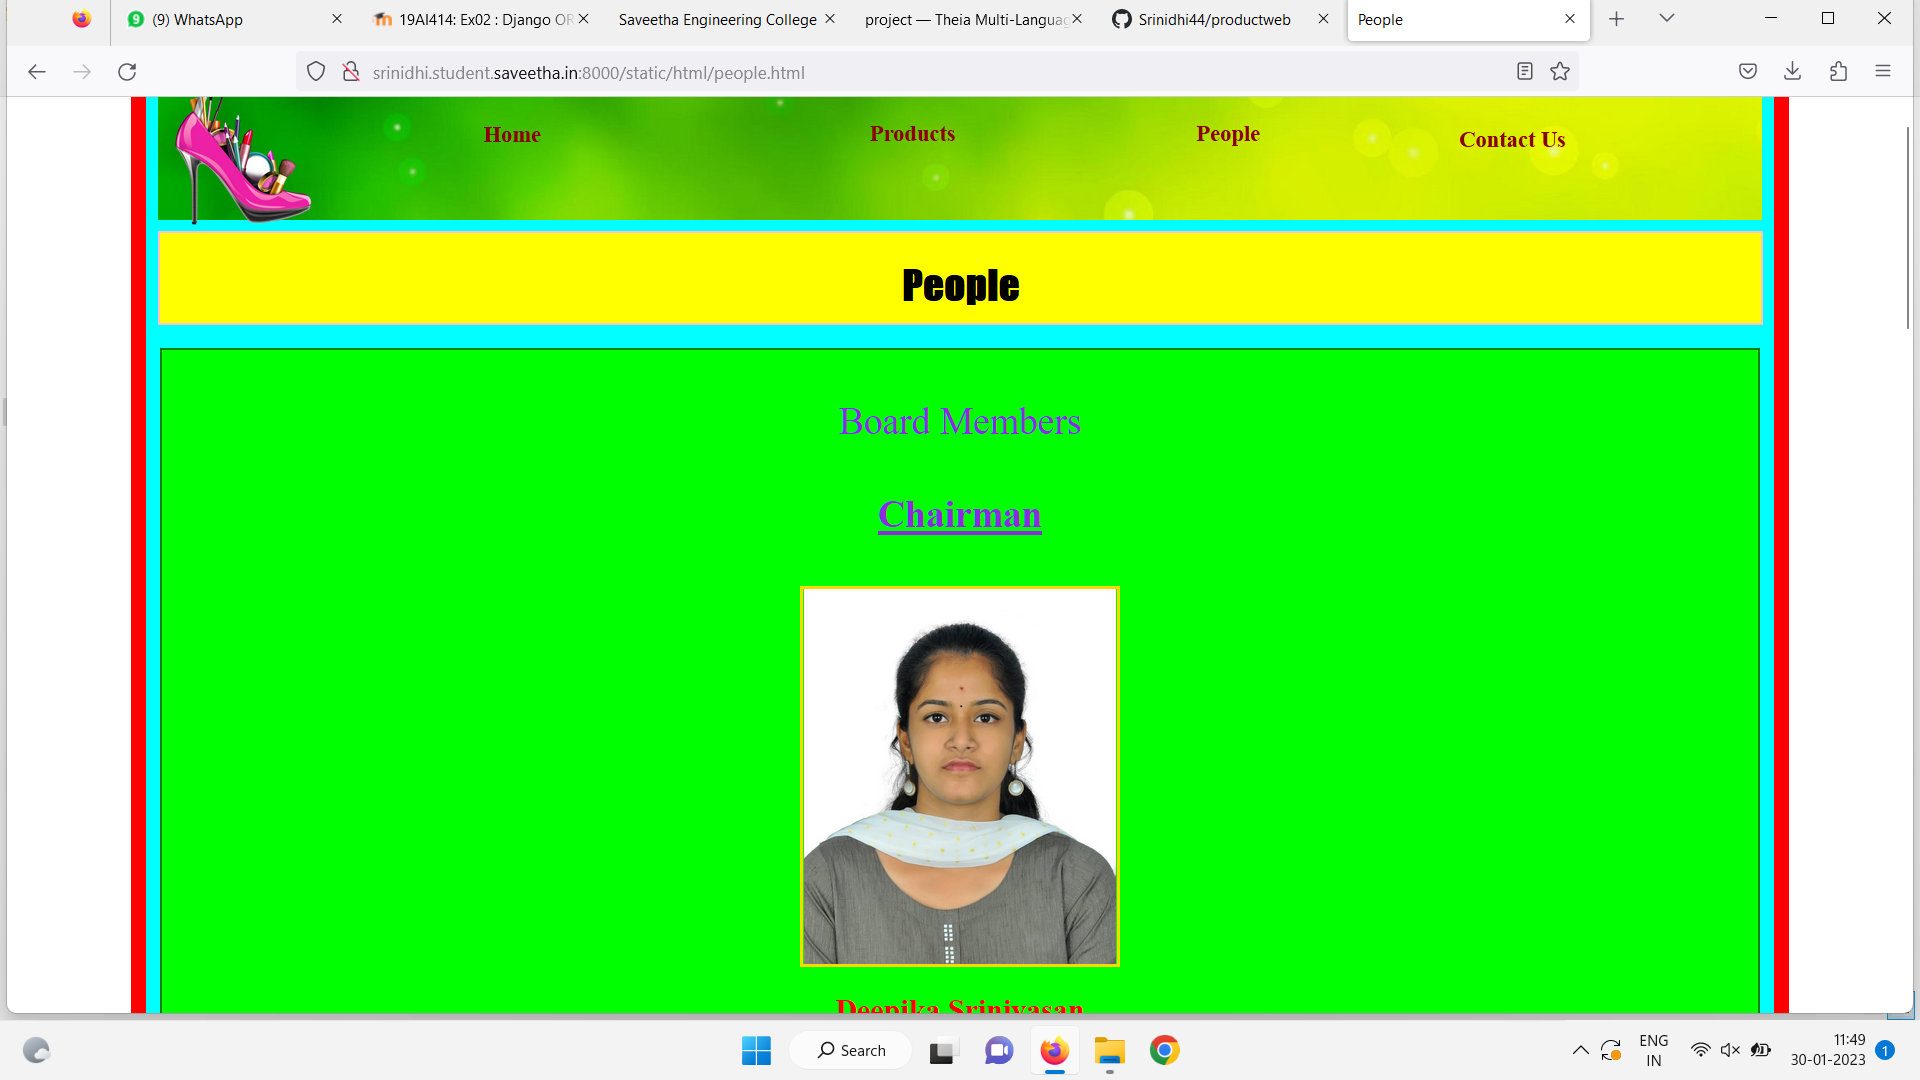 (9) WhatsApp
19AI414: Ex02 : Django OR
Saveetha Engineering College
project — Theia Multi-Languag
Srinidhi44/productweb
People
srinidhi.student.saveetha.in:8000/static/html/people.html
Home
Products
People
Contact Us
People
Board Members
Chairman
Deepika Srinivasan
Search
ENG
IN
11:49
30-01-2023
1